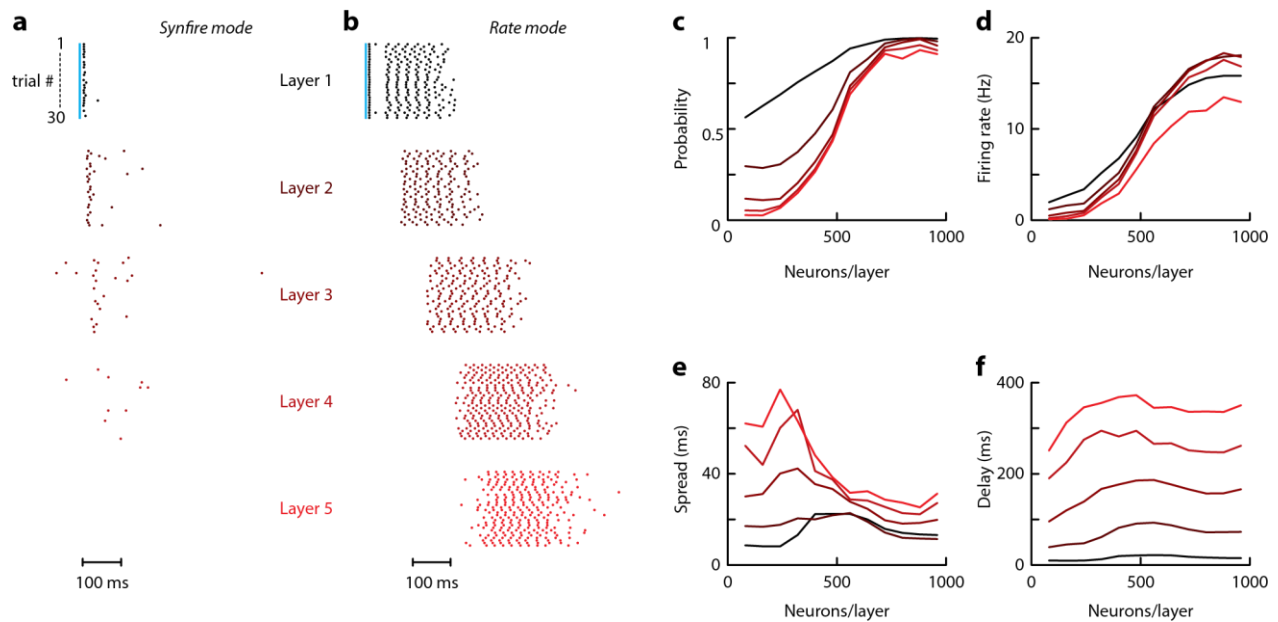 a
Synfire mode
b
Rate mode
1
trial #
30
Layer 1
Layer 2
Layer 3
Layer 4
Layer 5
100 ms
100 ms
c
Probability
1
0.5
0
0
500
1000
Neurons/layer
d
Firing rate (Hz)
20
10
0
0
500
1000
Neurons/layer
e
Spread (ms)
80
40
0
0
500
1000
Neurons/layer
f
Delay (ms)
400
200
0
0
500
1000
Neurons/layer